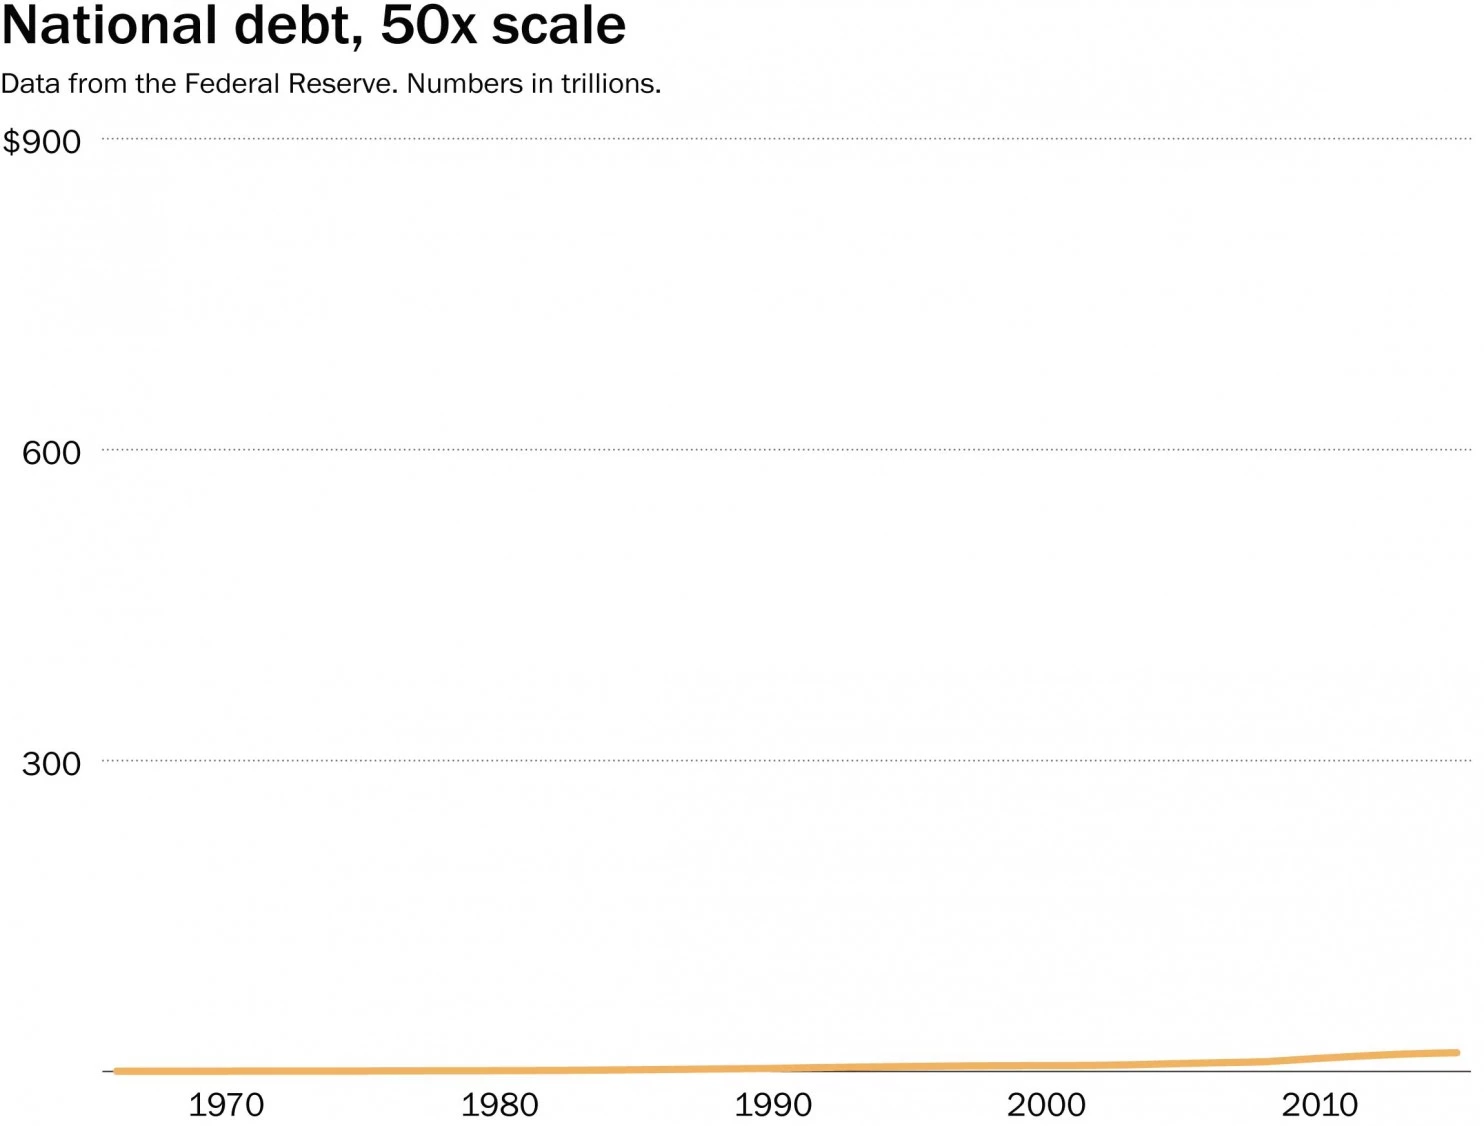 National debt, 50x scale
Data from the Federal Reserve. Numbers in trillions.
$900
600
300
1970 1980 1990 2000 2010